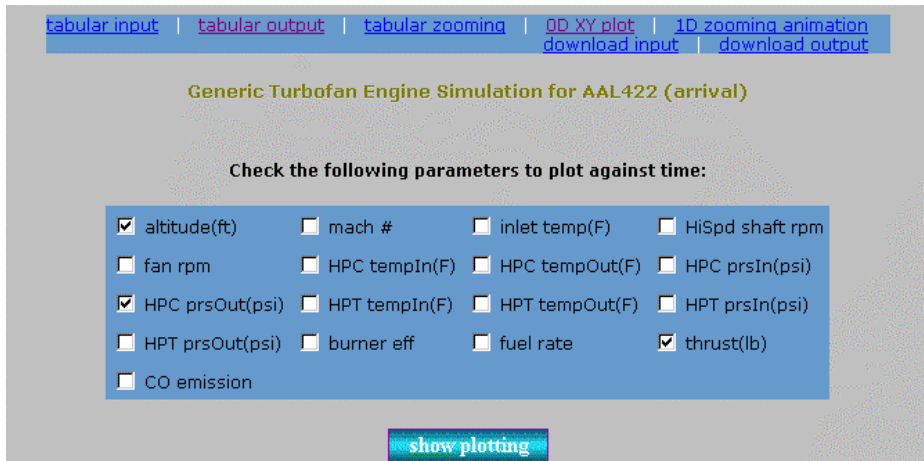 tabular input | tabular output | tabular zooming | 0D XY plot | 1D zooming animation
download input | download output
Generic Turbofan Engine Simulation for AAL422 (arrival)
Check the following parameters to plot against time:
altitude(ft) mach # inlet temp(F) HiSpd shaft rpm
fan rpm HPC tempIn(F) HPC tempOut(F) HPC prsIn(psi)
HPC prsOut(psi) HPT tempIn(F) HPT tempOut(F) HPT prsIn(psi)
HPT prsOut(psi) burner eff fuel rate thrust(lb)
CO emission
show plotting